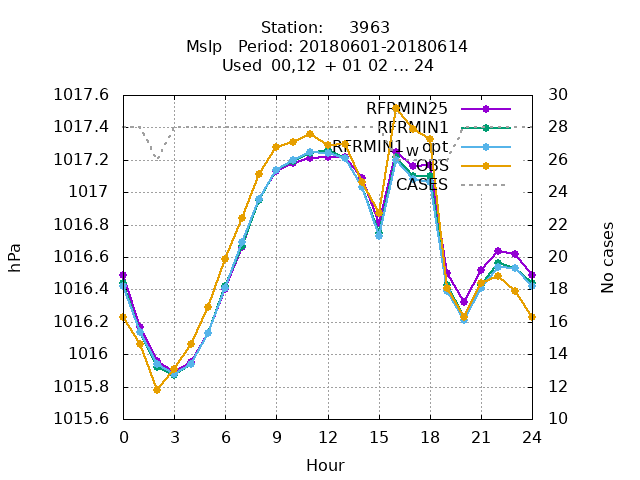 Station: 3963
Mslp Period: 20180601-20180614
Used 00,12 + 01 02 ... 24
1017.6 30
RFRMIN25
1017.4 28
RFRMIN1
RFRMIN1_w opt
1017.2 26
OBS
1017 24
CASES
1016.8 22
1016.6 20
1016.4 18
1016.2 16
1016 14
1015.8 12
1015.6 10
hPa
No cases
0 3 6 9 12 15 18 21 24
Hour